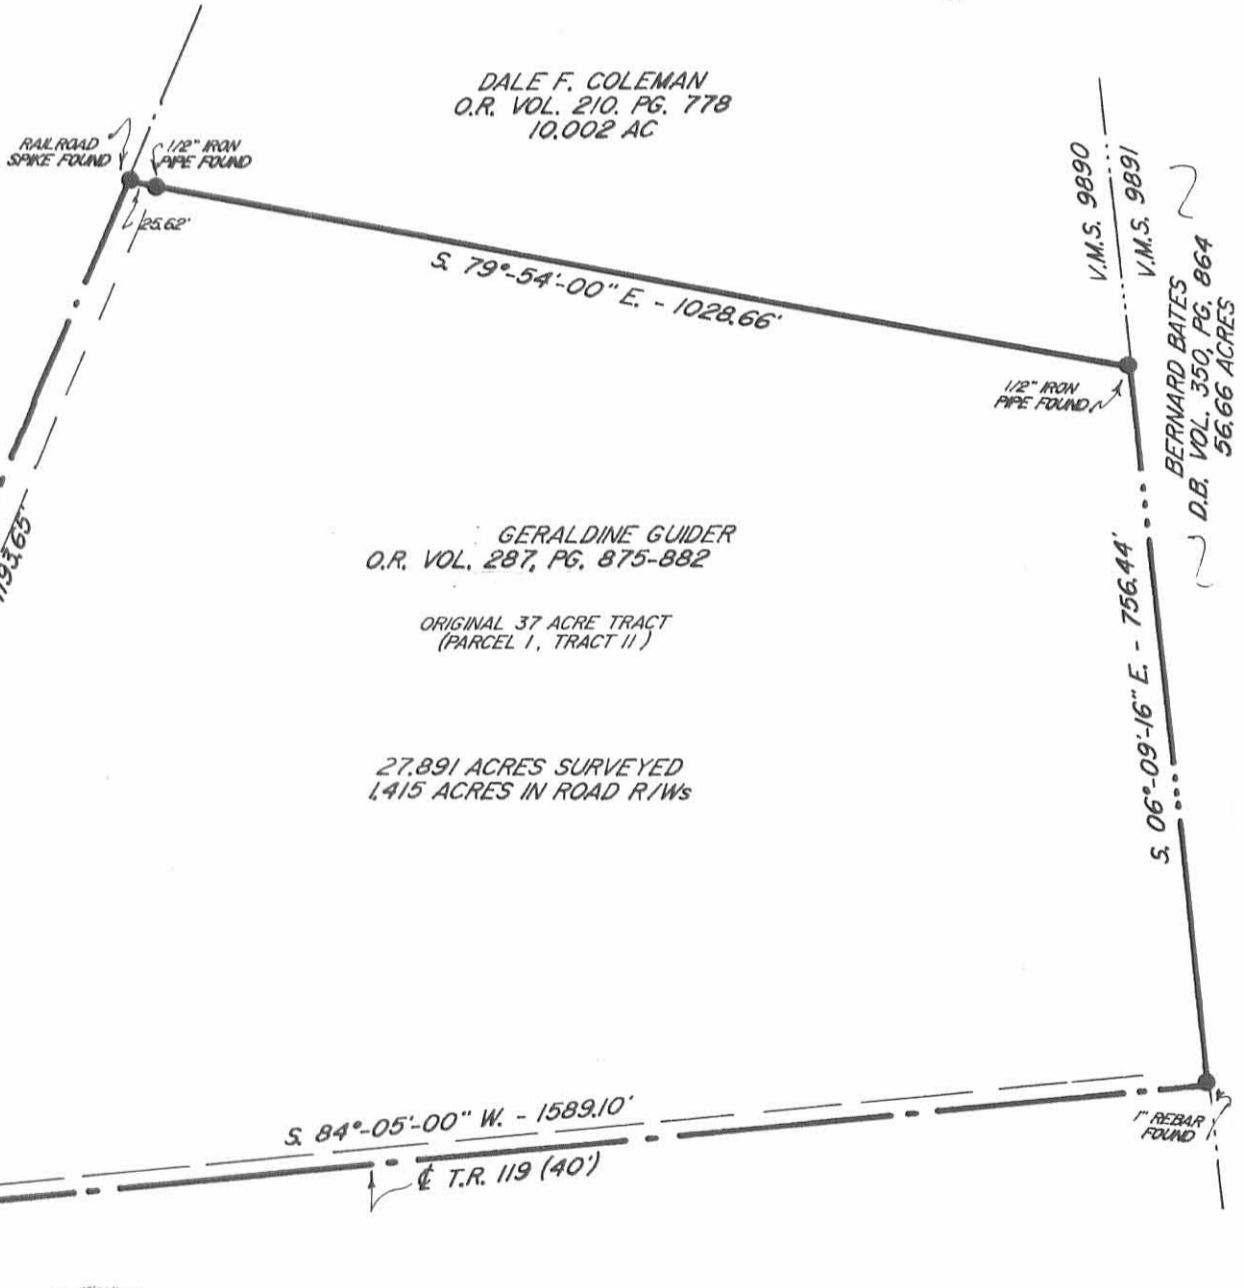 DALE F. COLEMAN
O.R. VOL. 210, PG. 778
10.002 AC
RAILROAD
SPIKE FOUND
1/2" IRON
PIPE FOUND
25.62'
S. 79°-54'-00" E. - 1028.66'
V.M.S. 9890
V.M.S. 9891
BERNARD BATES
D.B. VOL. 350, PG. 864
56.66 ACRES
1/2" IRON
PIPE FOUND
1193.65'
GERALDINE GUIDER
O.R. VOL. 287, PG. 875-882
ORIGINAL 37 ACRE TRACT
(PARCEL I, TRACT II)
27.891 ACRES SURVEYED
1.415 ACRES IN ROAD R/Ws
S. 06°-09'-16" E. - 756.44'
S. 84°-05'-00" W. - 1589.10'
℄ T.R. 119 (40')
1" REBAR
FOUND